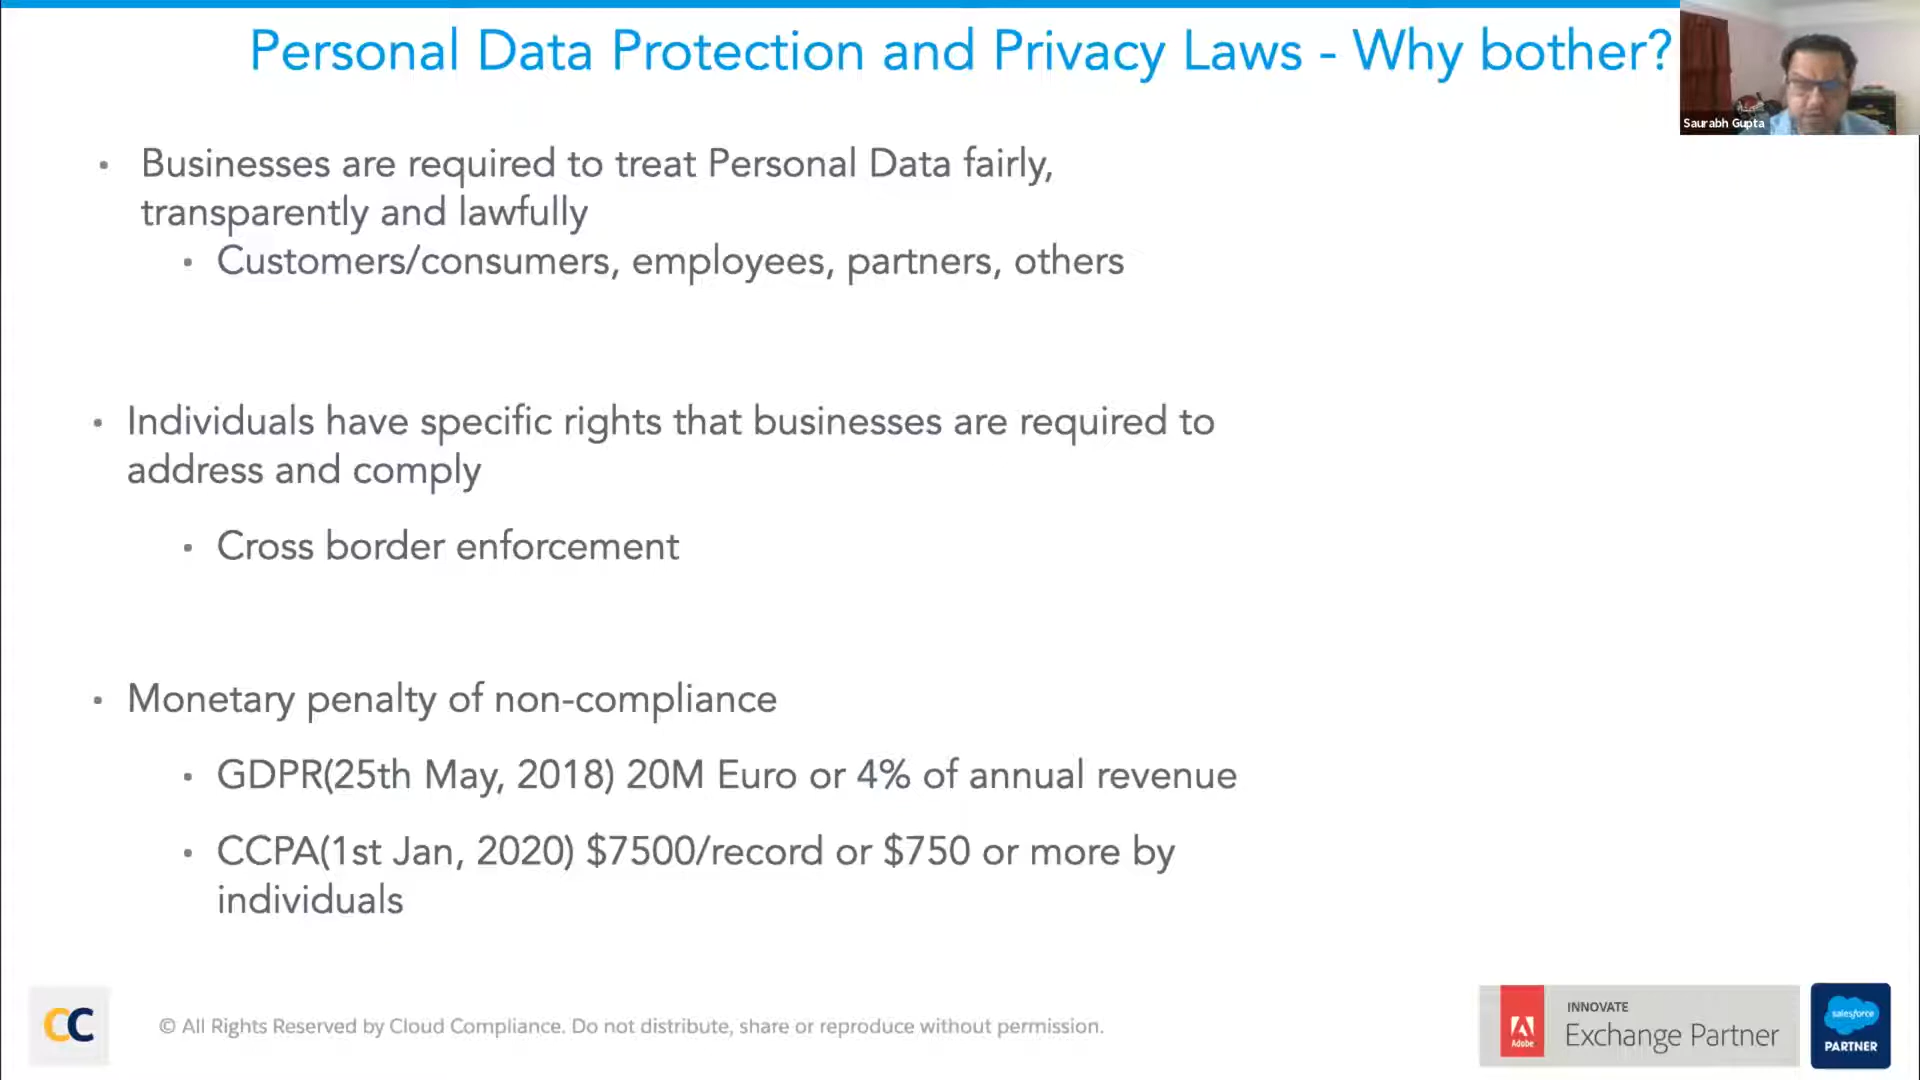 Personal Data Protection and Privacy Laws - Why bother?
Saurabh Gupta
• Businesses are required to treat Personal Data fairly,
transparently and lawfully
• Customers/consumers, employees, partners, others
• Individuals have specific rights that businesses are required to
address and comply
• Cross border enforcement
• Monetary penalty of non-compliance
• GDPR(25th May, 2018) 20M Euro or 4% of annual revenue
• CCPA(1st Jan, 2020) $7500/record or $750 or more by
individuals
CC
© All Rights Reserved by Cloud Compliance. Do not distribute, share or reproduce without permission.
Adobe
INNOVATE
Exchange Partner
salesforce
PARTNER